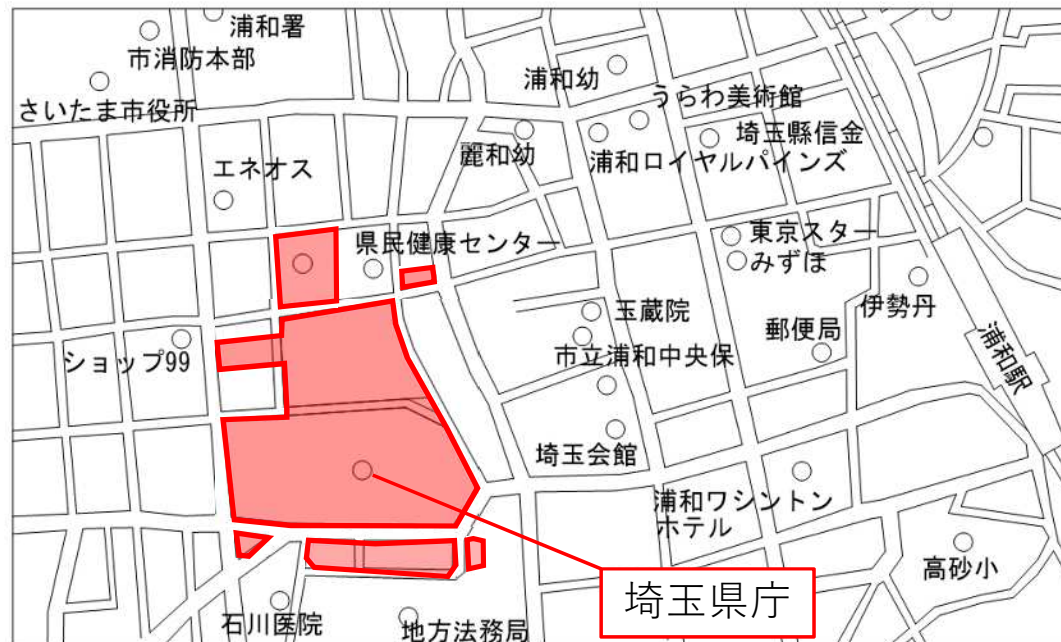 浦和署
市消防本部
浦和幼
さいたま市役所
うらわ美術館
埼玉縣信金
麗和幼
浦和ロイヤルパインズ
エネオス
県民健康センター
東京スター
みずほ
伊勢丹
玉蔵院
郵便局
ショップ99
市立浦和中央保
浦和駅
埼玉会館
浦和ワシントン
ホテル
高砂小
埼玉県庁
石川医院
地方法務局